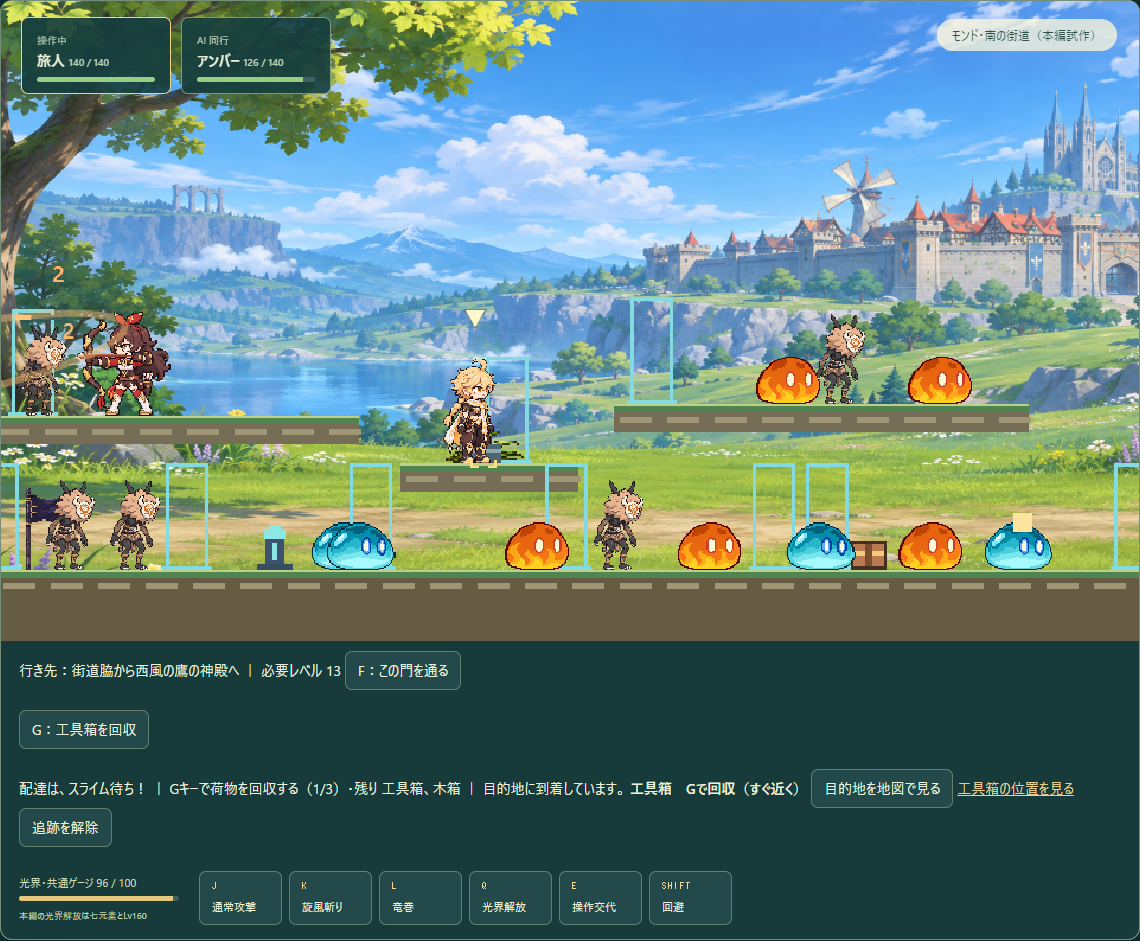 操作中
旅人 140 / 140
AI 同行
アンバー 126 / 140
モンド・南の街道（本編試作）
2
2
行き先：街道脇から西風の鷹の神殿へ ｜ 必要レベル 13
F：この門を通る
G：工具箱を回収
配達は、スライム待ち！ ｜ Gキーで荷物を回収する（1/3）・残り 工具箱、木箱 ｜ 目的地に到着しています。工具箱 Gで回収（すぐ近く）
目的地を地図で見る
工具箱の位置を見る
追跡を解除
光界・共通ゲージ 96 / 100
本編の光界解放は七元素とLv160
J
通常攻撃
K
旋風斬り
L
竜巻
Q
光界解放
E
操作交代
SHIFT
回避